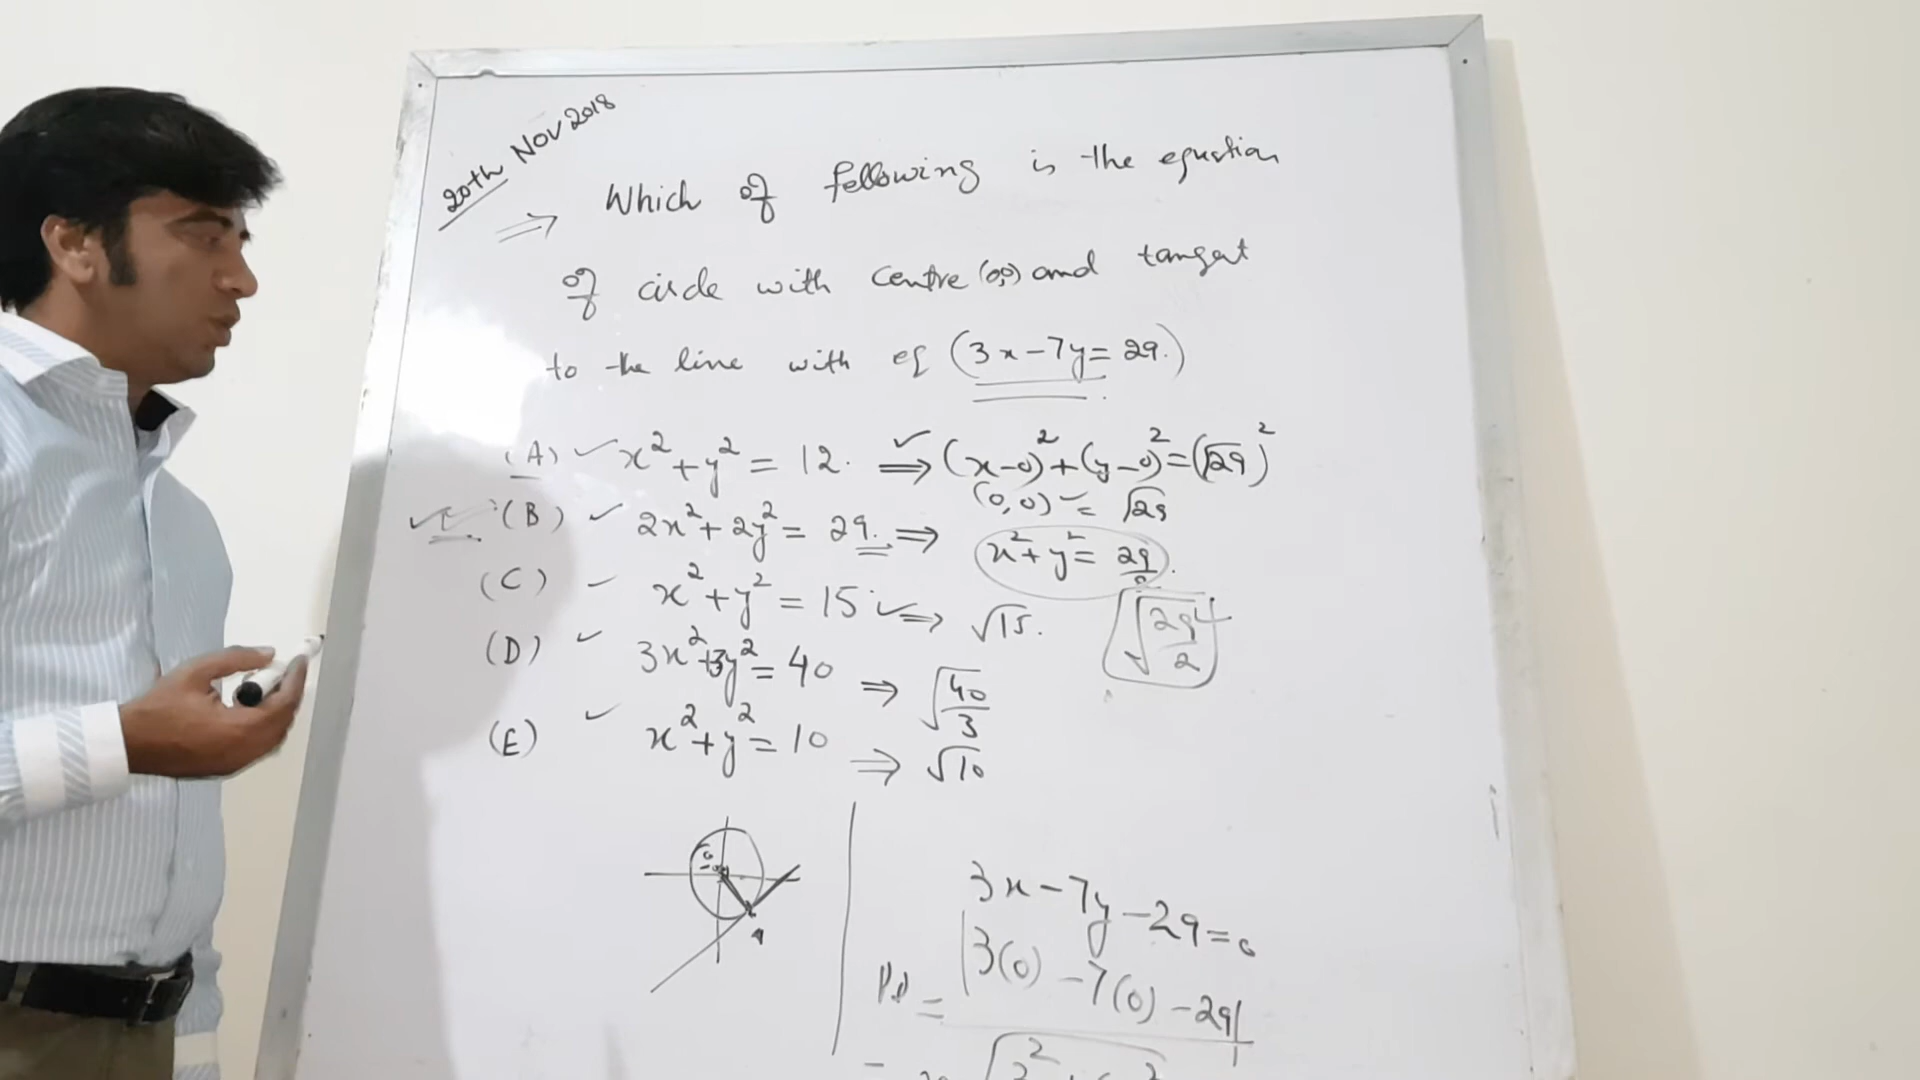 20th Nov 2018
⇒ Which of following is the equation
of circle with centre (0,0) and tangent
to the line with eq (3x-7y=29.)
(A) ✓ x²+y² = 12. ⇒ (x-0)²+(y-0)²=(√29)²
(0,0) = √29
(B) ✓ 2x²+2y² = 29. ⇒ x²+y² = 29/2.
(C) x²+y² = 15 ⇒ √15.
√29/2
(D) ✓ 3x²+3y² = 40 ⇒ √40/3
(E) ✓ x²+y² = 10 ⇒ √10
3x-7y-29=0
= |3(0)-7(0)-29|